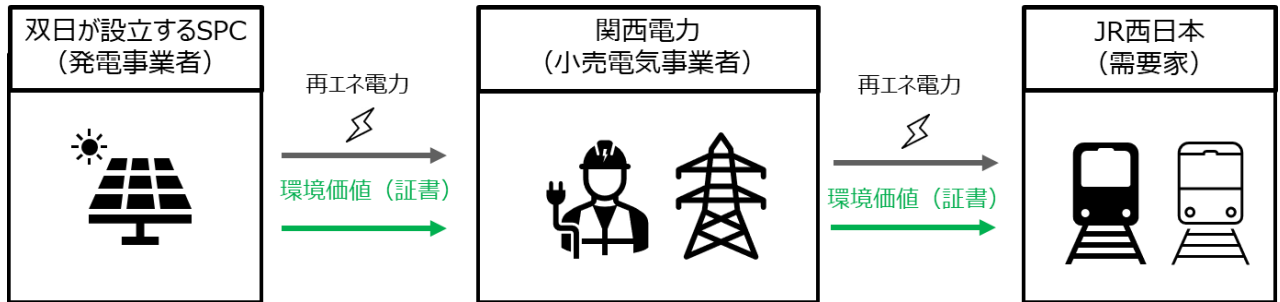 双日が設立するSPC
（発電事業者）
再エネ電力
環境価値（証書）
関西電力
（小売電気事業者）
再エネ電力
環境価値（証書）
JR西日本
（需要家）